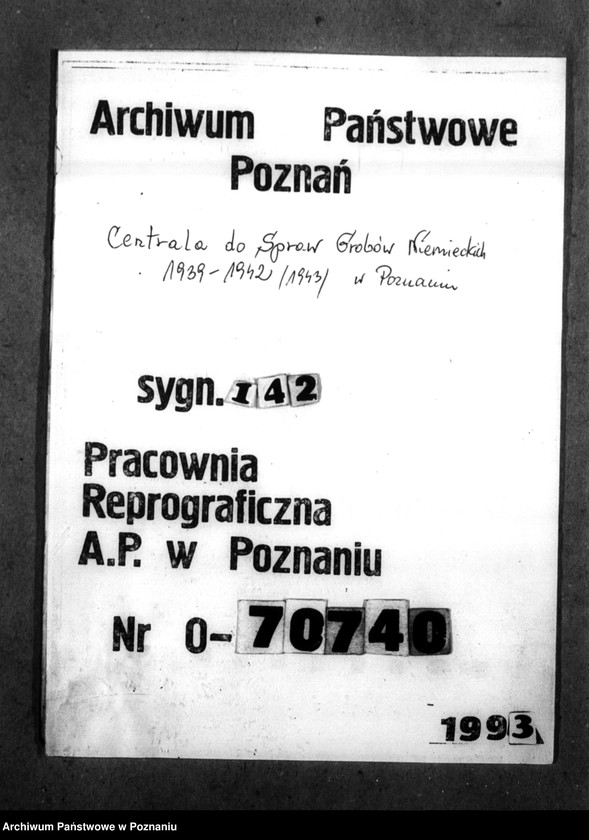 Archiwum Państwowe
Poznań
Centrala do Spraw Grobów Niemieckich
1939-1942 /1943/ w Poznaniu
sygn. I 42
Pracownia
Reprograficzna
A.P. w Poznaniu
Nr 0-70740
1993
Archiwum Państwowe w Poznaniu